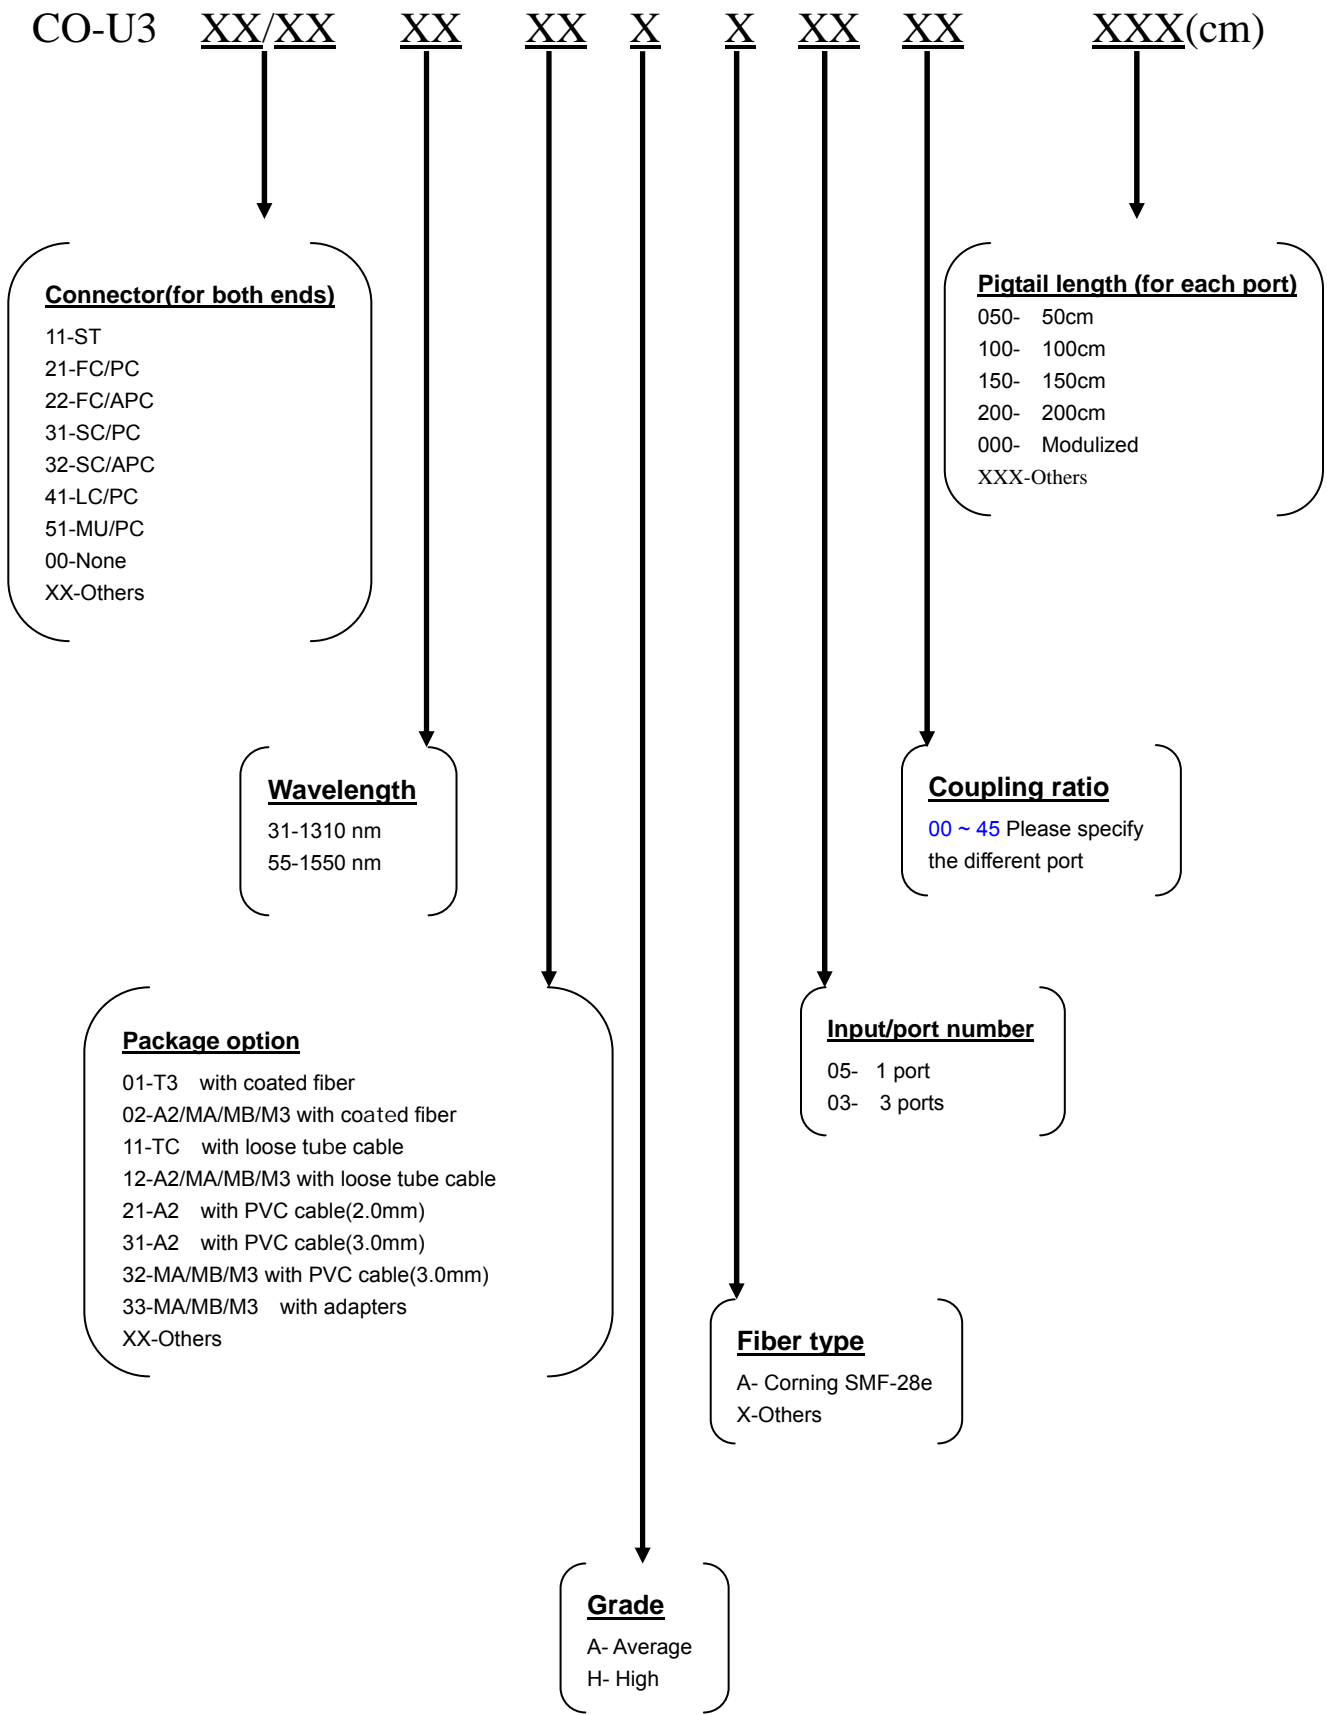 CO-U3 XX/XX XX XX X X XX XX XXX(cm)
Connector(for both ends)
11-ST
21-FC/PC
22-FC/APC
31-SC/PC
32-SC/APC
41-LC/PC
51-MU/PC
00-None
XX-Others
Pigtail length (for each port)
050- 50cm
100- 100cm
150- 150cm
200- 200cm
000- Modulized
XXX-Others
Wavelength
31-1310 nm
55-1550 nm
Coupling ratio
00 ~ 45 Please specify
the different port
Package option
01-T3 with coated fiber
02-A2/MA/MB/M3 with coated fiber
11-TC with loose tube cable
12-A2/MA/MB/M3 with loose tube cable
21-A2 with PVC cable(2.0mm)
31-A2 with PVC cable(3.0mm)
32-MA/MB/M3 with PVC cable(3.0mm)
33-MA/MB/M3 with adapters
XX-Others
Input/port number
05- 1 port
03- 3 ports
Fiber type
A- Corning SMF-28e
X-Others
Grade
A- Average
H- High